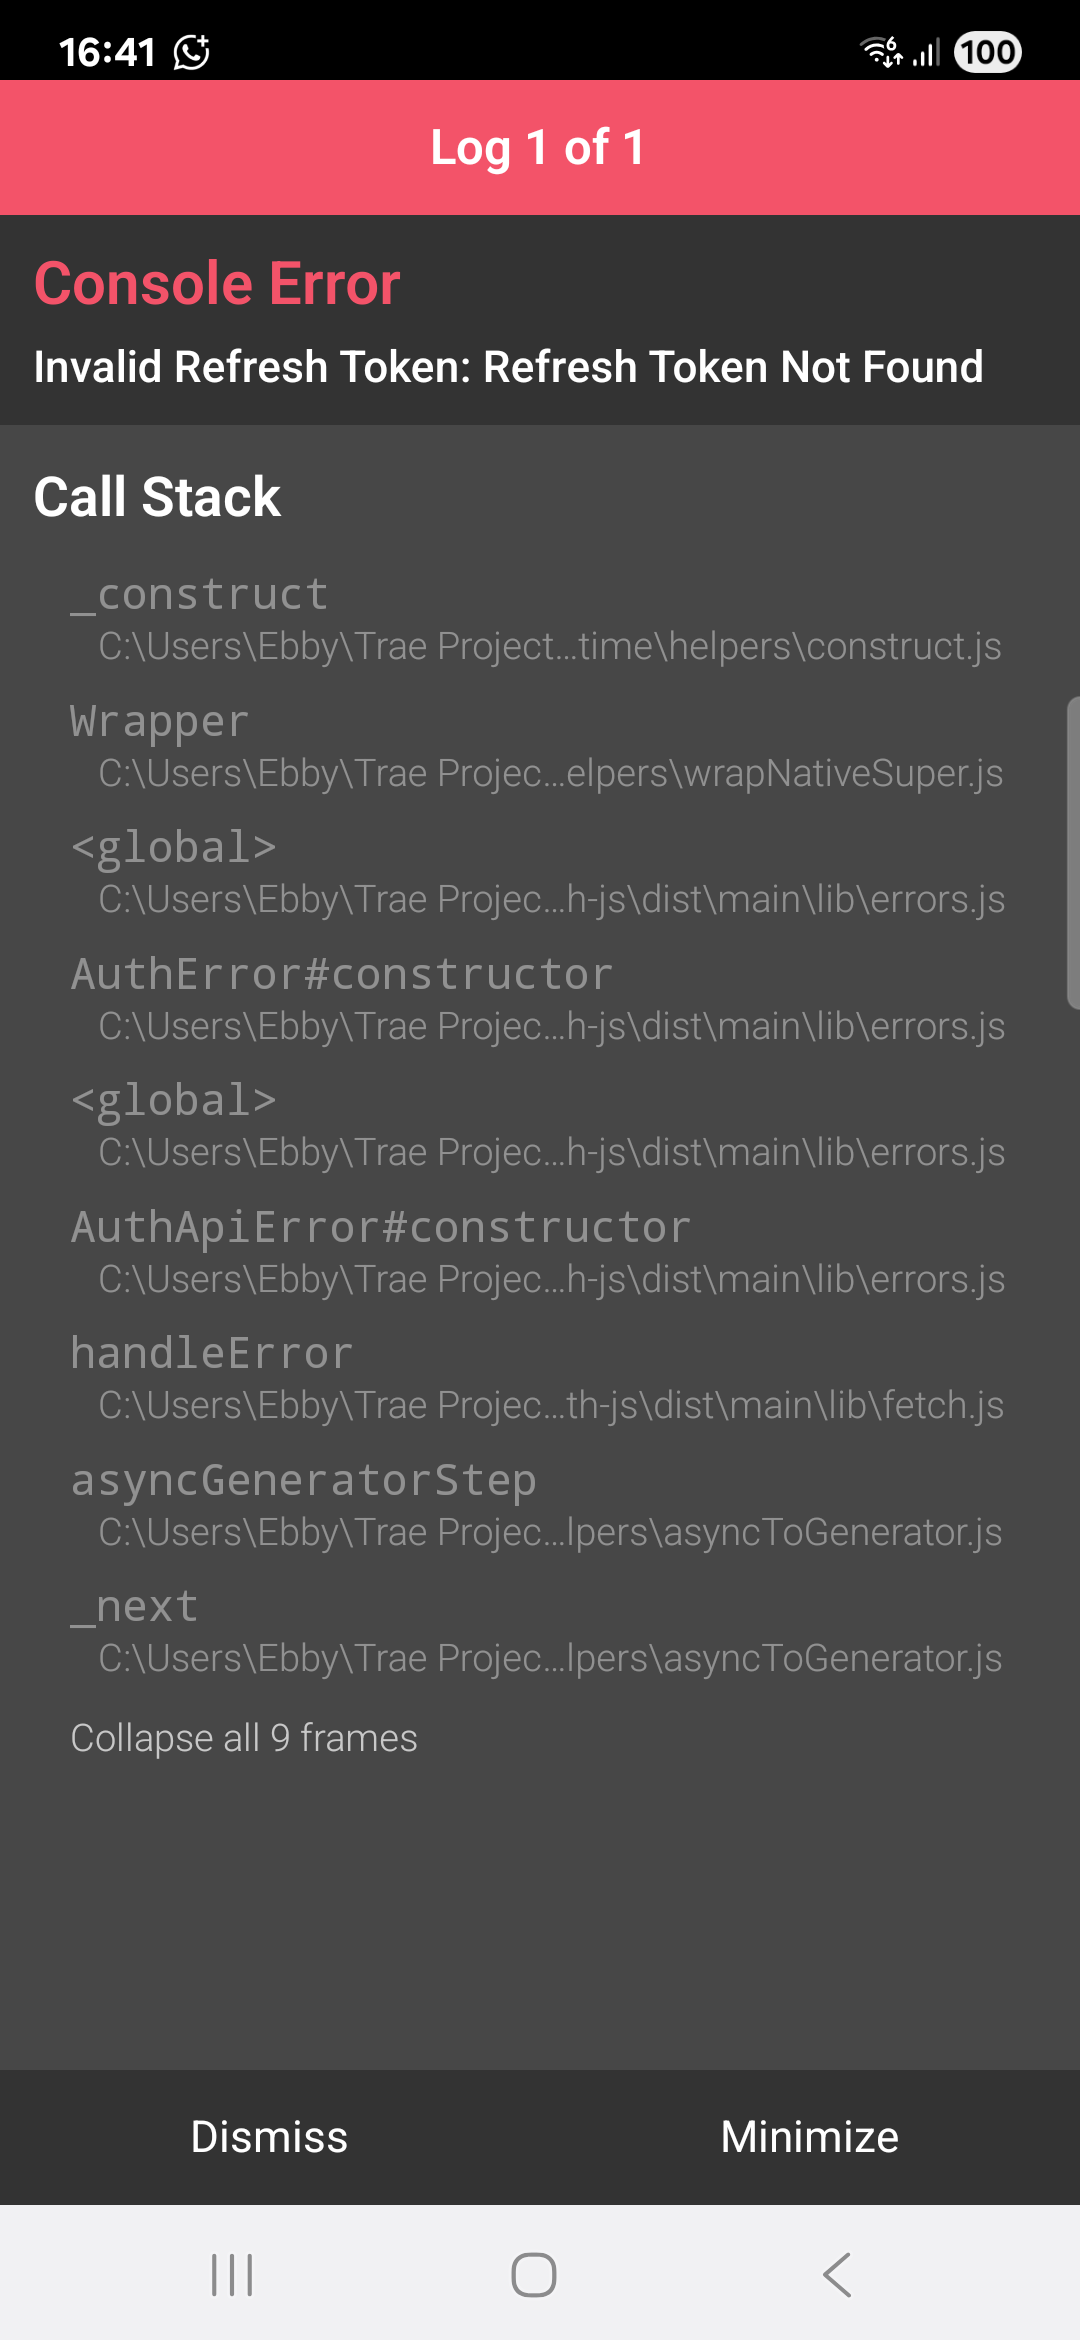 16:41
6
100
Log 1 of 1
Console Error
Invalid Refresh Token: Refresh Token Not Found
Call Stack
_construct
C:\Users\Ebby\Trae Project...time\helpers\construct.js
Wrapper
C:\Users\Ebby\Trae Projec...elpers\wrapNativeSuper.js
<global>
C:\Users\Ebby\Trae Projec...h-js\dist\main\lib\errors.js
AuthError#constructor
C:\Users\Ebby\Trae Projec...h-js\dist\main\lib\errors.js
<global>
C:\Users\Ebby\Trae Projec...h-js\dist\main\lib\errors.js
AuthApiError#constructor
C:\Users\Ebby\Trae Projec...h-js\dist\main\lib\errors.js
handleError
C:\Users\Ebby\Trae Projec...th-js\dist\main\lib\fetch.js
asyncGeneratorStep
C:\Users\Ebby\Trae Projec...lpers\asyncToGenerator.js
_next
C:\Users\Ebby\Trae Projec...lpers\asyncToGenerator.js
Collapse all 9 frames
Dismiss
Minimize